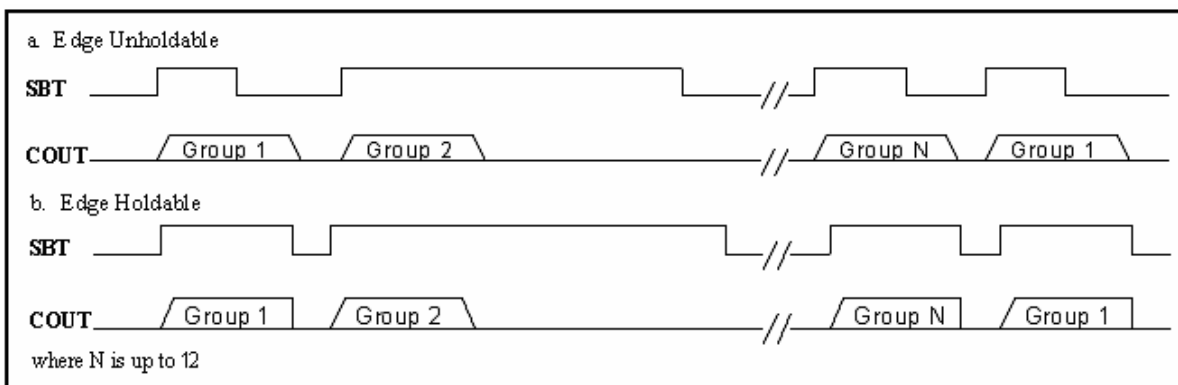 a. Edge Unholdable
SBT
//
COUT
Group 1
Group 2
//
Group N
Group 1
b. Edge Holdable
SBT
//
COUT
Group 1
Group 2
//
Group N
Group 1
where N is up to 12